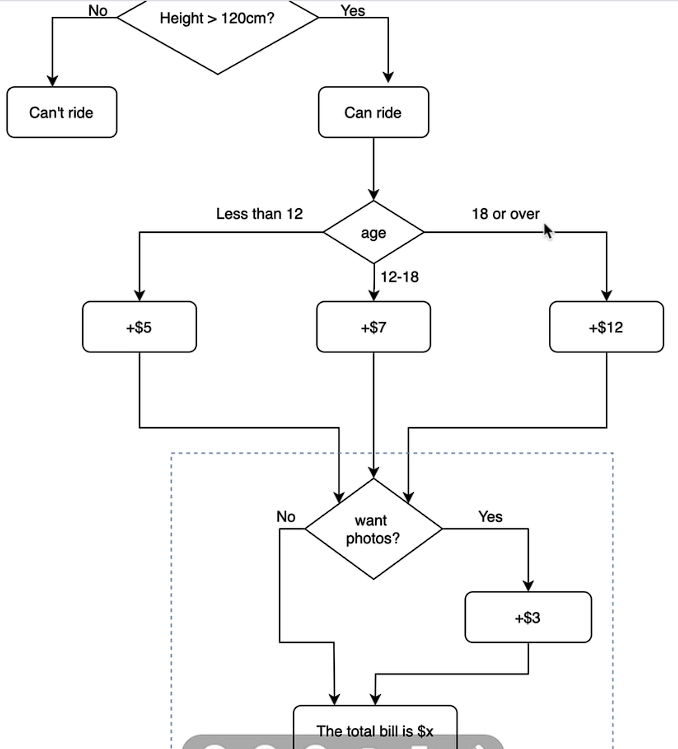 No
Height > 120cm?
Yes
Can't ride
Can ride
Less than 12
age
18 or over
12-18
+$5
+$7
+$12
No
want
photos?
Yes
+$3
The total bill is $x